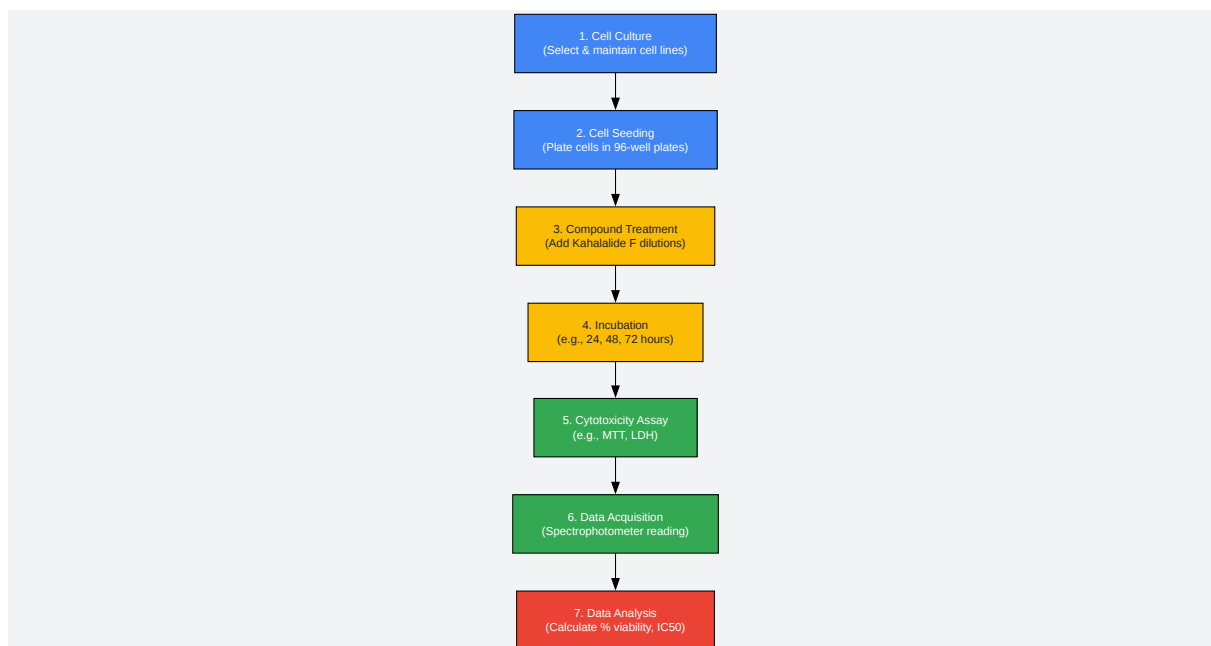 1. Cell Culture
(Select & maintain cell lines)
2. Cell Seeding
(Plate cells in 96-well plates)
3. Compound Treatment
(Add Kahalalide F dilutions)
4. Incubation
(e.g., 24, 48, 72 hours)
5. Cytotoxicity Assay
(e.g., MTT, LDH)
6. Data Acquisition
(Spectrophotometer reading)
7. Data Analysis
(Calculate % viability, IC50)